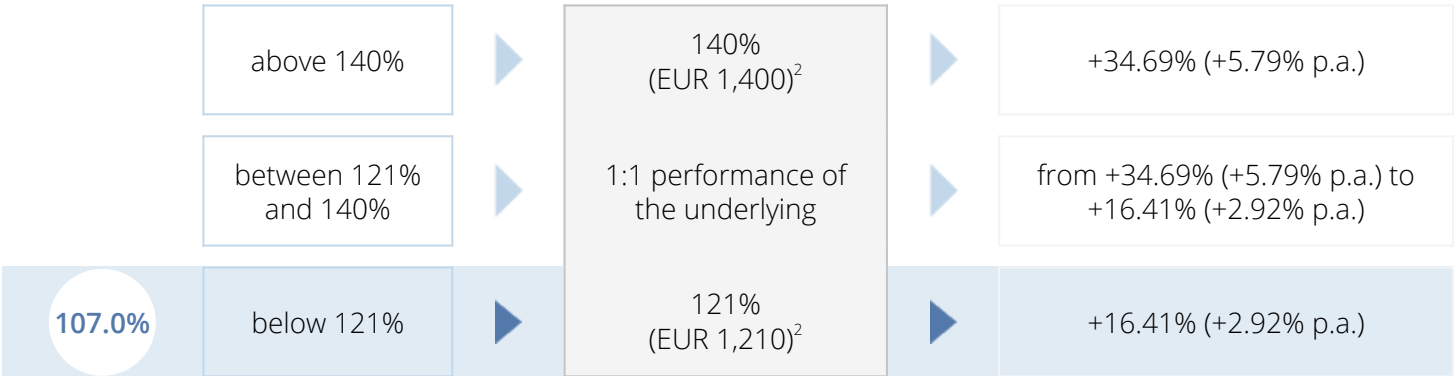 above 140%
140%
(EUR 1,400)²
+34.69% (+5.79% p.a.)
between 121%
and 140%
1:1 performance of
the underlying
from +34.69% (+5.79% p.a.) to
+16.41% (+2.92% p.a.)
107.0%
below 121%
121%
(EUR 1,210)²
+16.41% (+2.92% p.a.)